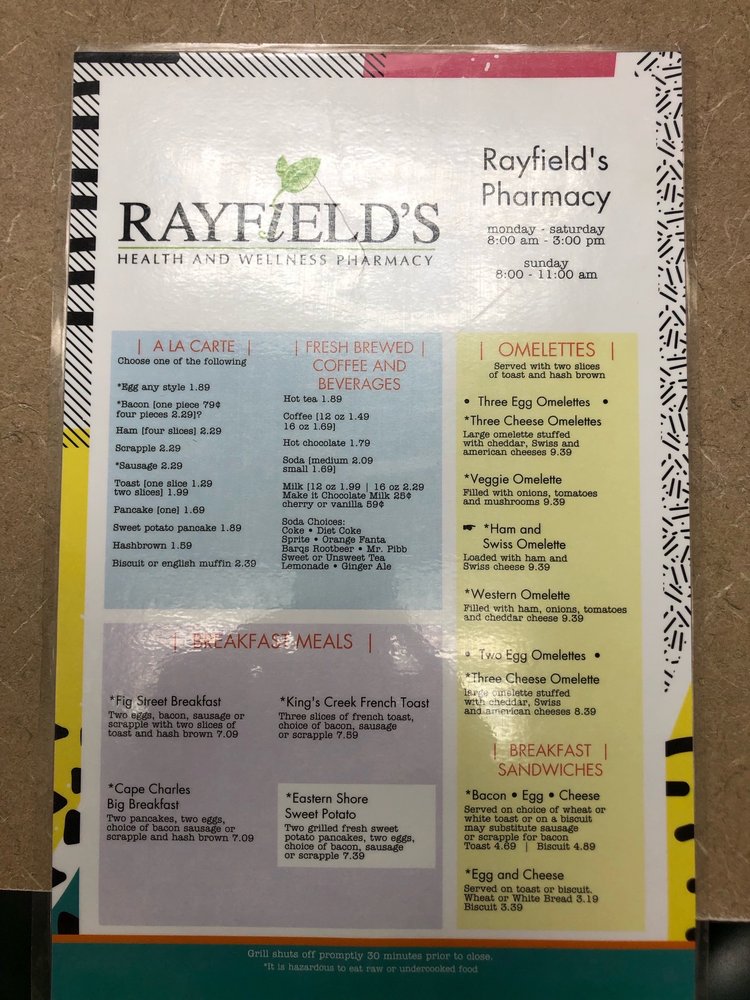 RAYFiELD'S
HEALTH AND WELLNESS PHARMACY
Rayfield's
Pharmacy
monday - saturday
8:00 am - 3:00 pm
sunday
8:00 - 11:00 am
| A LA CARTE |
Choose one of the following
*Egg any style 1.89
*Bacon [one piece 79¢
four pieces 2.29]?
Ham [four slices] 2.29
Scrapple 2.29
*Sausage 2.29
Toast [one slice 1.29
two slices] 1.99
Pancake [one] 1.69
Sweet potato pancake 1.89
Hashbrown 1.59
Biscuit or english muffin 2.39
| FRESH BREWED |
COFFEE AND
BEVERAGES
Hot tea 1.89
Coffee [12 oz 1.49
16 oz 1.69]
Hot chocolate 1.79
Soda [medium 2.09
small 1.69]
Milk [12 oz 1.99 | 16 oz 2.29
Make it Chocolate Milk 25¢
cherry or vanilla 59¢
Soda Choices:
Coke • Diet Coke
Sprite • Orange Fanta
Barqs Rootbeer • Mr. Pibb
Sweet or Unsweet Tea
Lemonade • Ginger Ale
| BREAKFAST MEALS |
*Fig Street Breakfast
Two eggs, bacon, sausage or
scrapple with two slices of
toast and hash brown 7.09
*King's Creek French Toast
Three slices of french toast,
choice of bacon, sausage
or scrapple 7.59
*Cape Charles
Big Breakfast
Two pancakes, two eggs,
choice of bacon sausage or
scrapple and hash brown 7.09
*Eastern Shore
Sweet Potato
Two grilled fresh sweet
potato pancakes, two eggs,
choice of bacon, sausage
or scrapple 7.39
| OMELETTES |
Served with two slices
of toast and hash brown
• Three Egg Omelettes •
*Three Cheese Omelettes
Large omelette stuffed
with cheddar, Swiss and
american cheeses 9.39
*Veggie Omelette
Filled with onions, tomatoes
and mushrooms 9.39
☛ *Ham and
Swiss Omelette
Loaded with ham and
Swiss cheese 9.39
*Western Omelette
Filled with ham, onions, tomatoes
and cheddar cheese 9.39
• Two Egg Omelettes •
*Three Cheese Omelette
large omelette stuffed
with cheddar, Swiss
and american cheeses 8.39
| BREAKFAST |
SANDWICHES
*Bacon • Egg • Cheese
Served on choice of wheat or
white toast or on a biscuit
may substitute sausage
or scrapple for bacon
Toast 4.69 | Biscuit 4.89
*Egg and Cheese
Served on toast or biscuit.
Wheat or White Bread 3.19
Biscuit 3.39
Grill shuts off promptly 30 minutes prior to close.
*It is hazardous to eat raw or undercooked food